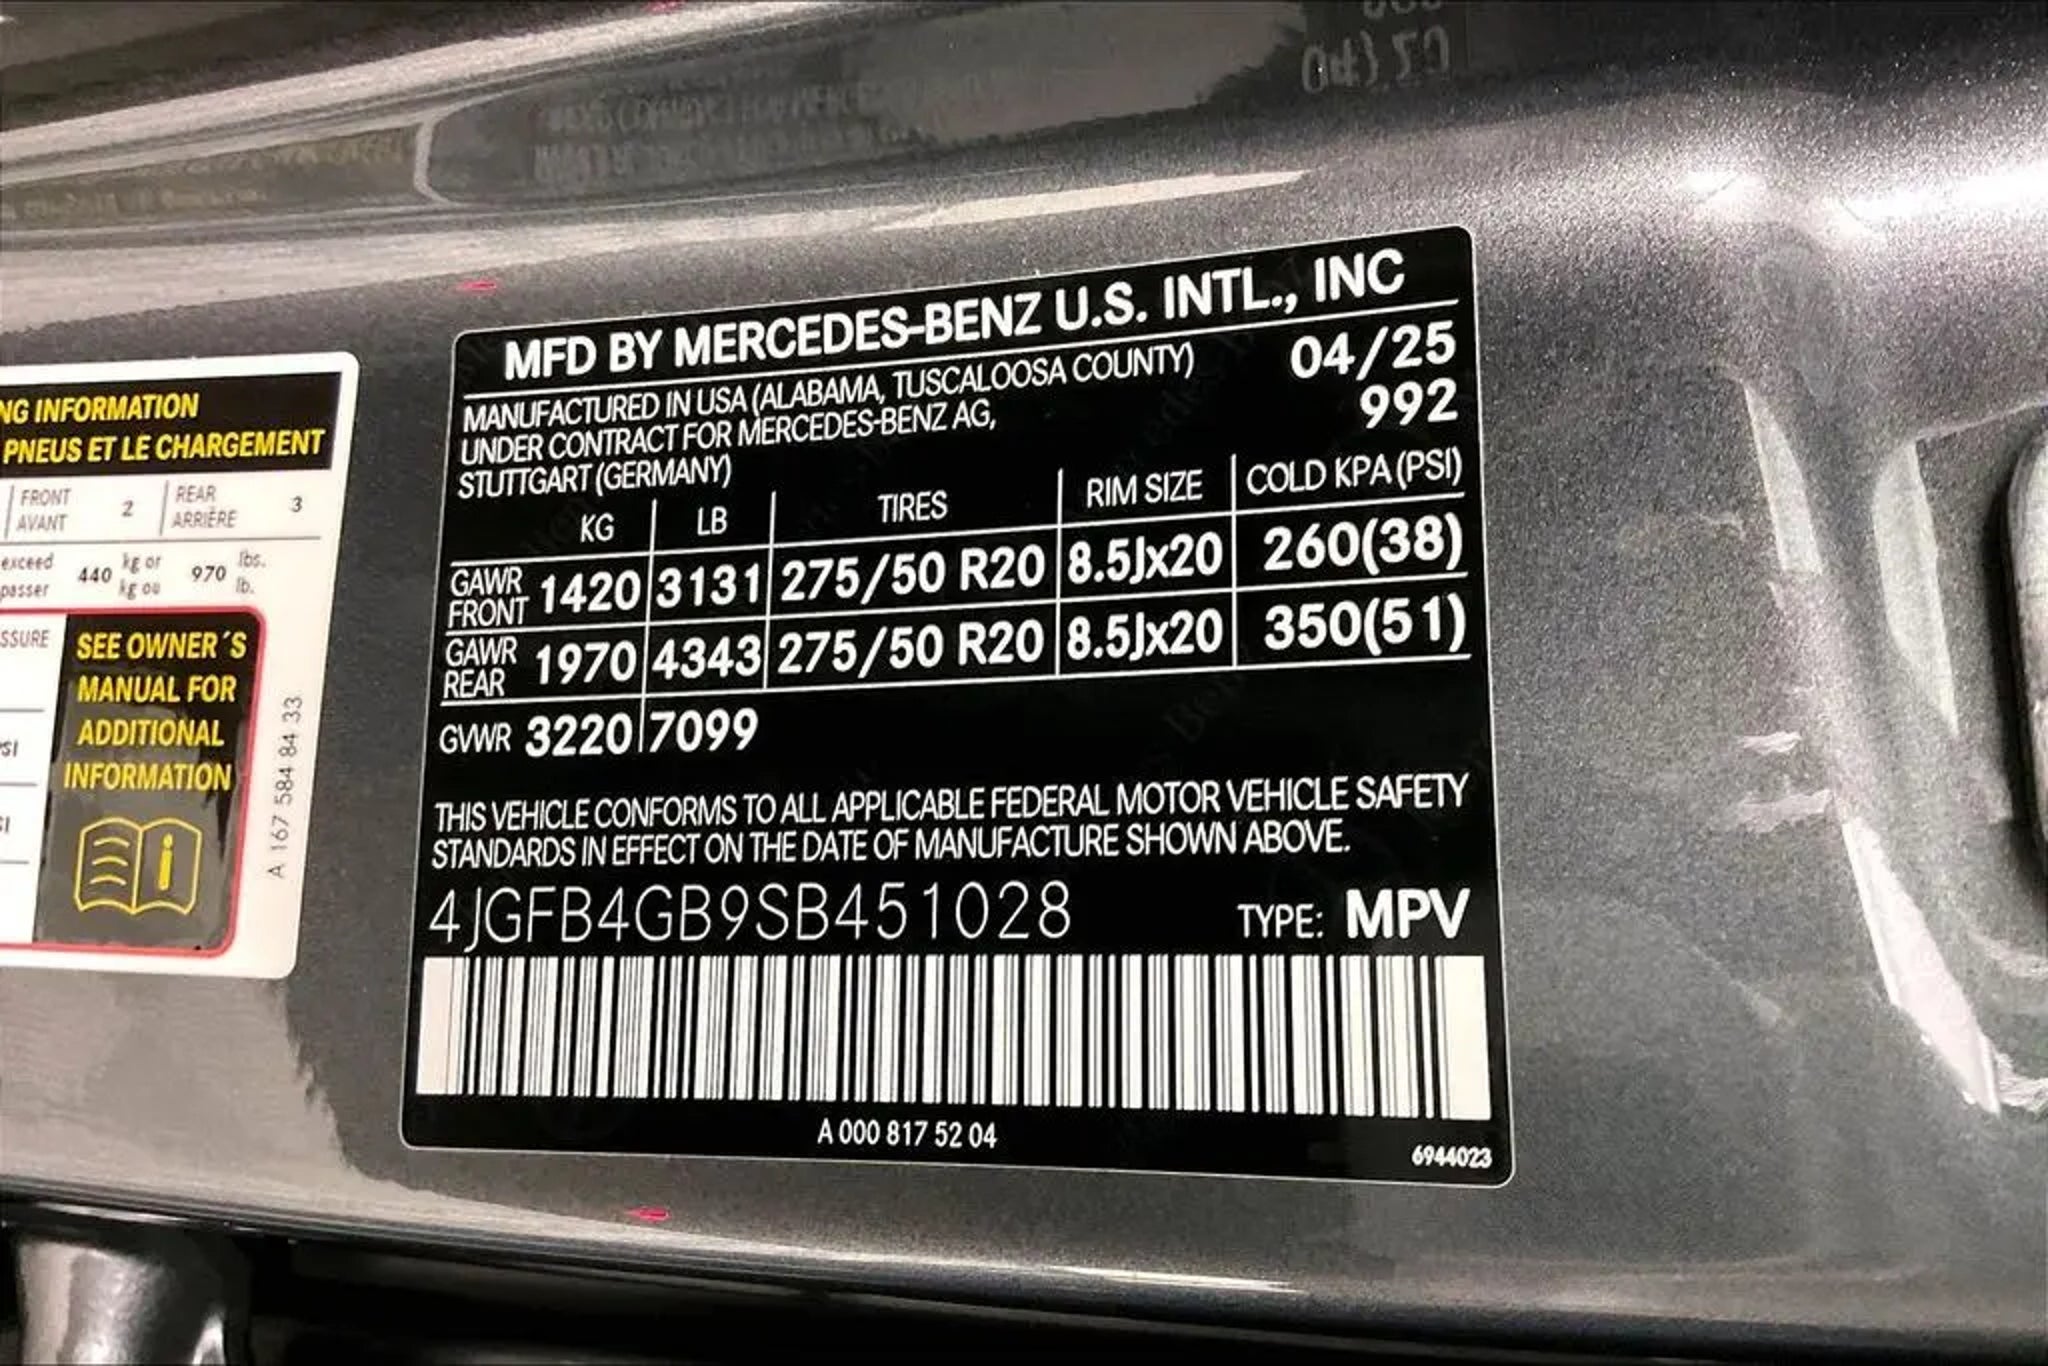 NG INFORMATION
PNEUS ET LE CHARGEMENT
FRONT 2 REAR 3
AVANT ARRIÈRE
exceed 440 kg or 970 lbs.
passer kg ou lb.
SSURE
SEE OWNER´S
MANUAL FOR
ADDITIONAL
INFORMATION
A 167 584 84 33
MFD BY MERCEDES-BENZ U.S. INTL., INC
MANUFACTURED IN USA (ALABAMA, TUSCALOOSA COUNTY) 04/25
UNDER CONTRACT FOR MERCEDES-BENZ AG, 992
STUTTGART (GERMANY)
KG LB TIRES RIM SIZE COLD KPA (PSI)
GAWR FRONT 1420 3131 275/50 R20 8.5Jx20 260(38)
GAWR REAR 1970 4343 275/50 R20 8.5Jx20 350(51)
GVWR 3220 7099
THIS VEHICLE CONFORMS TO ALL APPLICABLE FEDERAL MOTOR VEHICLE SAFETY
STANDARDS IN EFFECT ON THE DATE OF MANUFACTURE SHOWN ABOVE.
4JGFB4GB9SB451028 TYPE: MPV
A 000 817 52 04
6944023